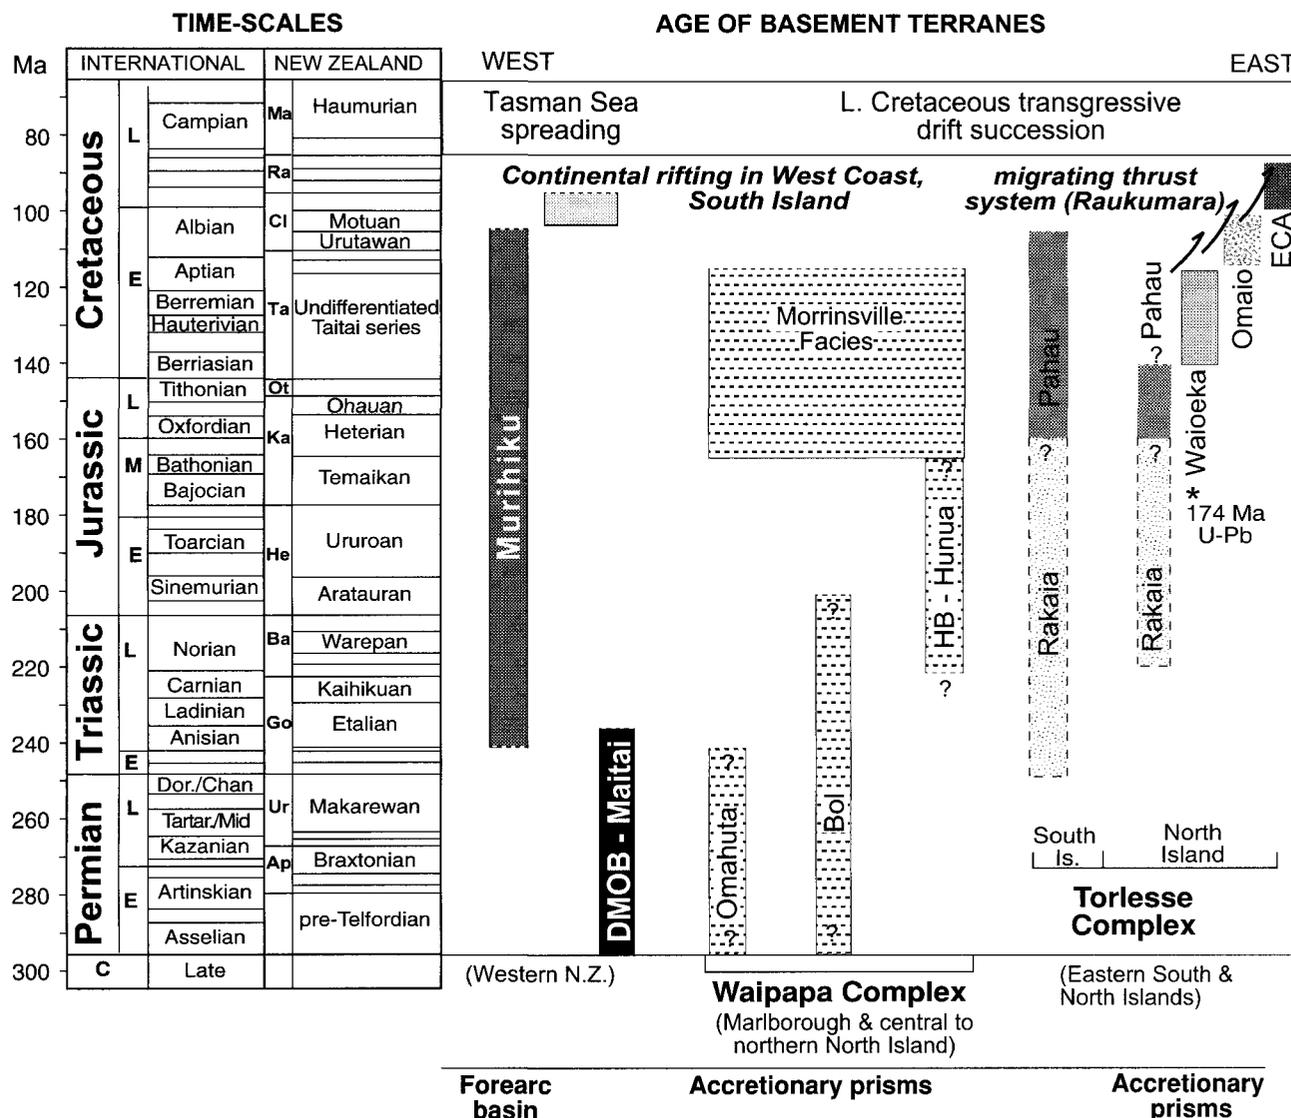 TIME-SCALES
AGE OF BASEMENT TERRANES
Ma
INTERNATIONAL
NEW ZEALAND
WEST
EAST
80
100
120
140
160
180
200
220
240
260
280
300
Cretaceous
Jurassic
Triassic
Permian
C
L
E
L
M
E
L
E
L
E
Campian
Albian
Aptian
Berremian
Hauterivian
Berriasian
Tithonian
Oxfordian
Bathonian
Bajocian
Toarcian
Sinemurian
Norian
Carnian
Ladinian
Anisian
Dor./Chan
Tartar./Mid
Kazanian
Artinskian
Asselian
Late
Ma
Ra
Cl
Ta
Ot
Ka
He
Ba
Go
Ur
Ap
Haumurian
Motuan
Urutawan
Undifferentiated
Taitai series
Ohauan
Heterian
Temaikan
Ururoan
Aratauran
Warepan
Kaihikuan
Etalian
Makarewan
Braxtonian
pre-Telfordian
Tasman Sea
spreading
L. Cretaceous transgressive
drift succession
Continental rifting in West Coast,
South Island
migrating thrust
system (Raukumara)
Murihiku
DMOB - Maitai
Morrinsville
Facies
?
Omahuta
?
?
Bol
?
?
HB - Hunua
?
Pahau
?
Rakaia
Pahau
?
?
Rakaia
Waioeka
*
174 Ma
U-Pb
Omaio
ECA
South
Is.
North
Island
Torlesse
Complex
(Western N.Z.)
Waipapa Complex
(Marlborough & central to
northern North Island)
(Eastern South &
North Islands)
Forearc
basin
Accretionary prisms
Accretionary
prisms